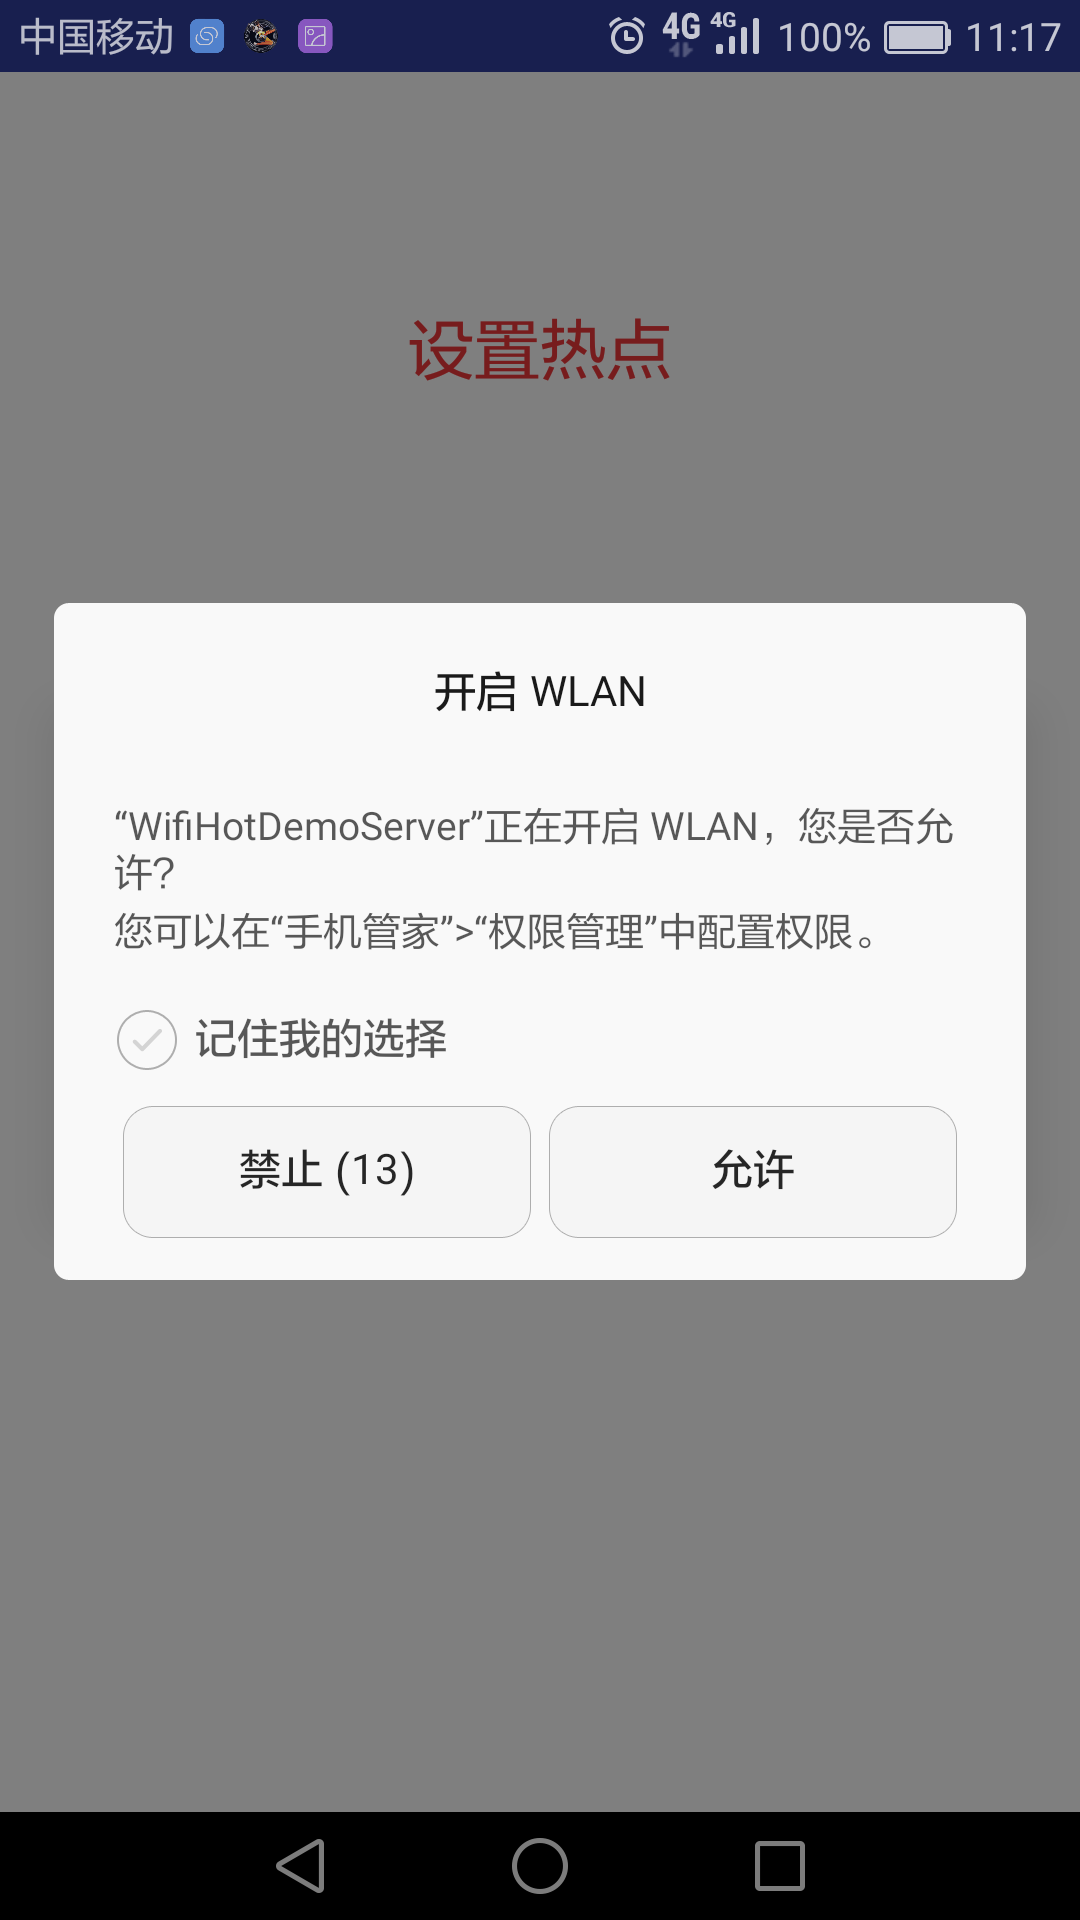 中国移动 4G 4G 100% 11:17
设置热点
开启 WLAN
“WifiHotDemoServer”正在开启 WLAN，您是否允
许？
您可以在“手机管家”>“权限管理”中配置权限。
记住我的选择
禁止 (13) 允许